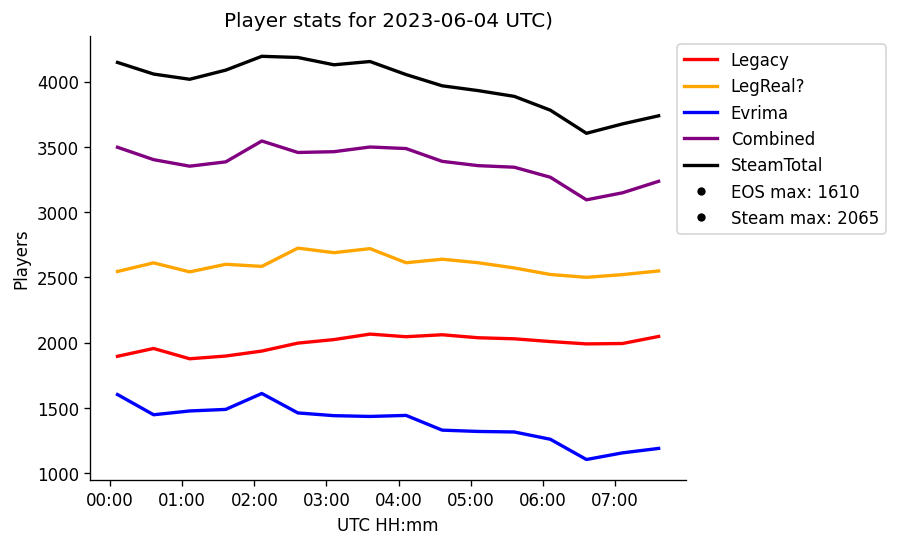 Player stats for 2023-06-04 UTC)
Legacy
LegReal?
Evrima
Combined
SteamTotal
EOS max: 1610
Steam max: 2065
Players
4000
3500
3000
2500
2000
1500
1000
00:00 01:00 02:00 03:00 04:00 05:00 06:00 07:00
UTC HH:mm